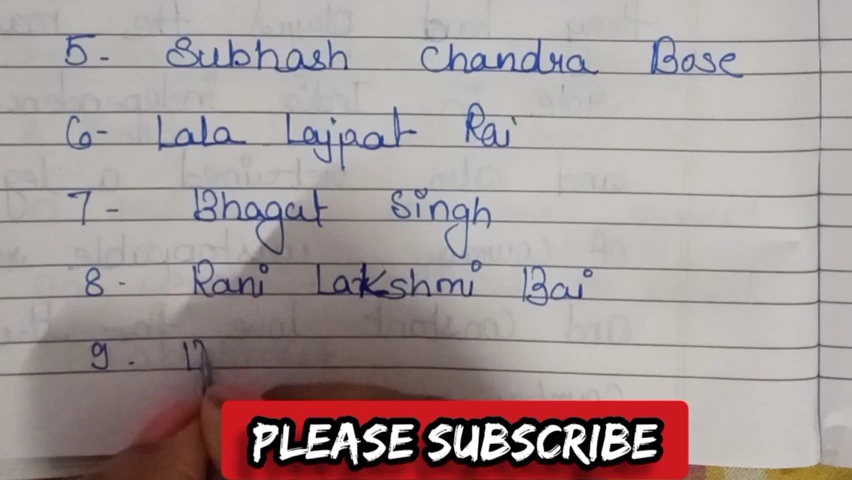 5- Subhash Chandra Bose
6- Lala Lajpat Rai
7- Bhagat Singh
8- Rani Lakshmi Bai
9.
PLEASE SUBSCRIBE